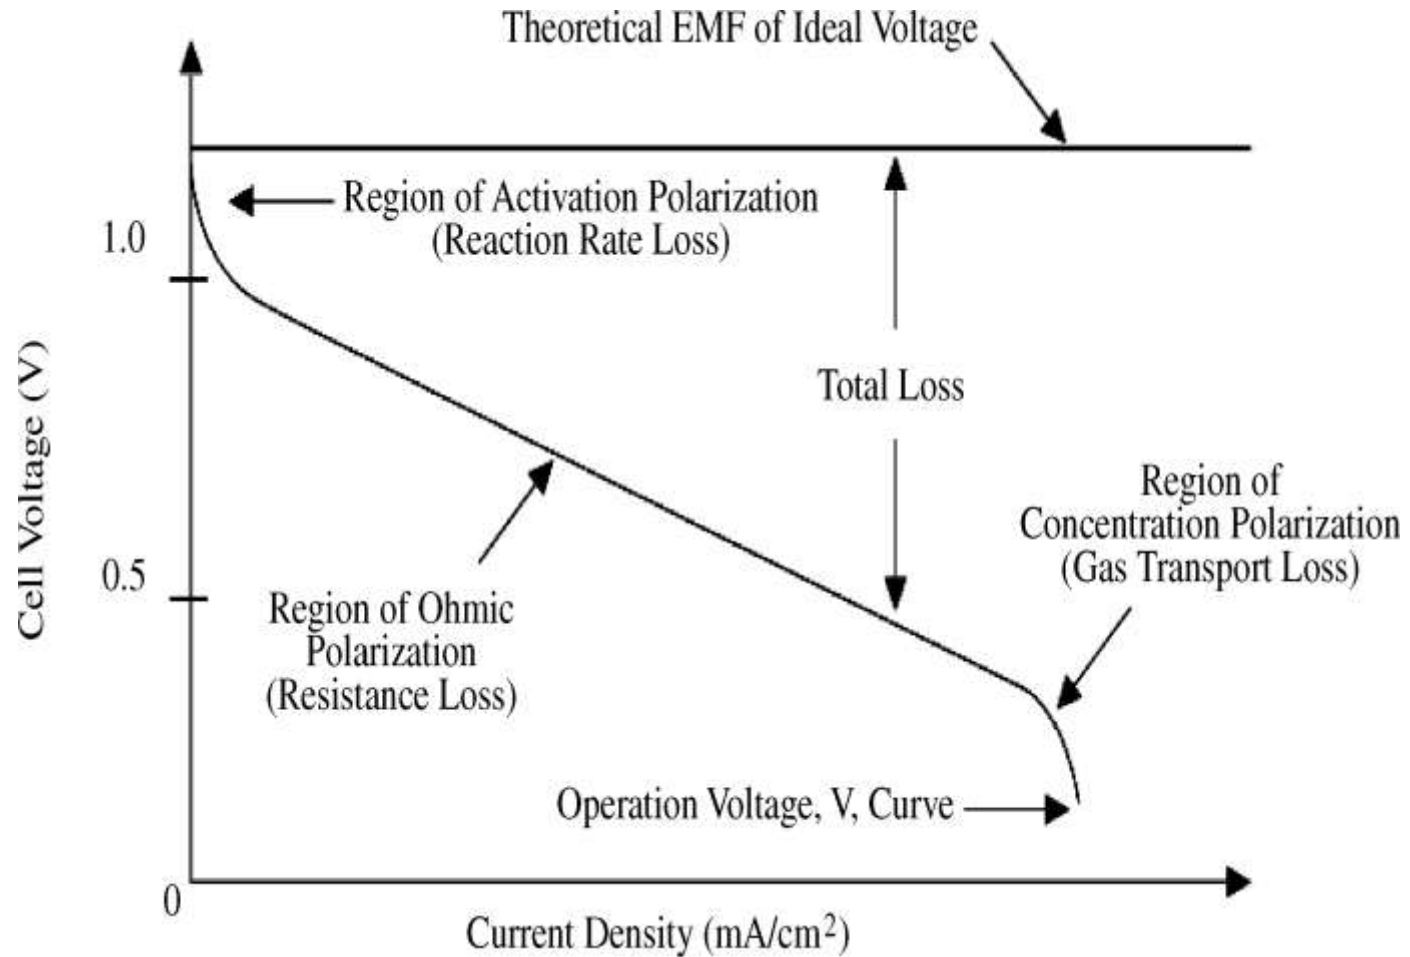 Theoretical EMF of Ideal Voltage
Region of Activation Polarization
(Reaction Rate Loss)
1.0
Cell Voltage (V)
Total Loss
Region of
Concentration Polarization
(Gas Transport Loss)
0.5
Region of Ohmic
Polarization
(Resistance Loss)
Operation Voltage, V, Curve
0
Current Density (mA/cm²)